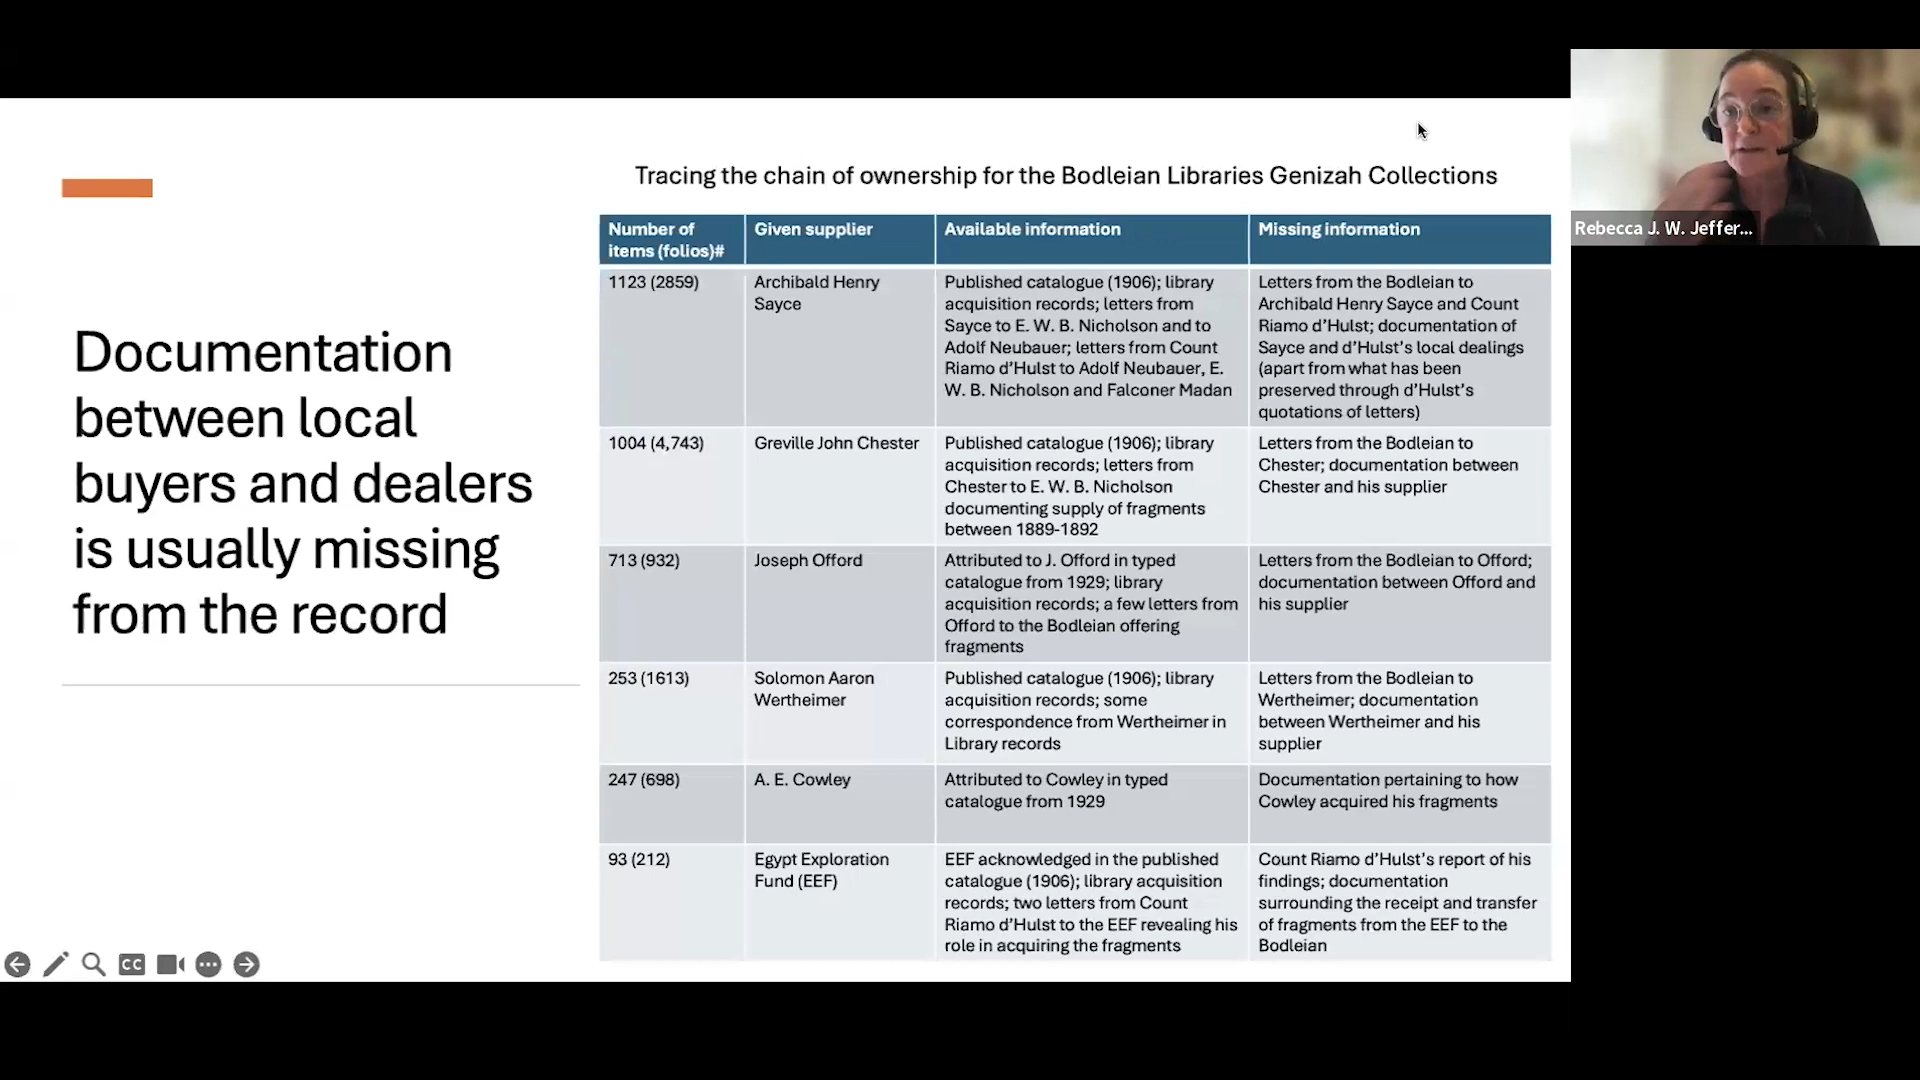 Documentation
between local
buyers and dealers
is usually missing
from the record
Tracing the chain of ownership for the Bodleian Libraries Genizah Collections
Number of
items (folios)#
Given supplier
Available information
Missing information
1123 (2859)
Archibald Henry
Sayce
Published catalogue (1906); library
acquisition records; letters from
Sayce to E. W. B. Nicholson and to
Adolf Neubauer; letters from Count
Riamo d'Hulst to Adolf Neubauer, E.
W. B. Nicholson and Falconer Madan
Letters from the Bodleian to
Archibald Henry Sayce and Count
Riamo d'Hulst; documentation of
Sayce and d'Hulst's local dealings
(apart from what has been
preserved through d'Hulst's
quotations of letters)
1004 (4,743)
Greville John Chester
Published catalogue (1906); library
acquisition records; letters from
Chester to E. W. B. Nicholson
documenting supply of fragments
between 1889-1892
Letters from the Bodleian to
Chester; documentation between
Chester and his supplier
713 (932)
Joseph Offord
Attributed to J. Offord in typed
catalogue from 1929; library
acquisition records; a few letters from
Offord to the Bodleian offering
fragments
Letters from the Bodleian to Offord;
documentation between Offord and
his supplier
253 (1613)
Solomon Aaron
Wertheimer
Published catalogue (1906); library
acquisition records; some
correspondence from Wertheimer in
Library records
Letters from the Bodleian to
Wertheimer; documentation
between Wertheimer and his
supplier
247 (698)
A. E. Cowley
Attributed to Cowley in typed
catalogue from 1929
Documentation pertaining to how
Cowley acquired his fragments
93 (212)
Egypt Exploration
Fund (EEF)
EEF acknowledged in the published
catalogue (1906); library acquisition
records; two letters from Count
Riamo d'Hulst to the EEF revealing his
role in acquiring the fragments
Count Riamo d'Hulst's report of his
findings; documentation
surrounding the receipt and transfer
of fragments from the EEF to the
Bodleian
CC
Rebecca J. W. Jeffer...